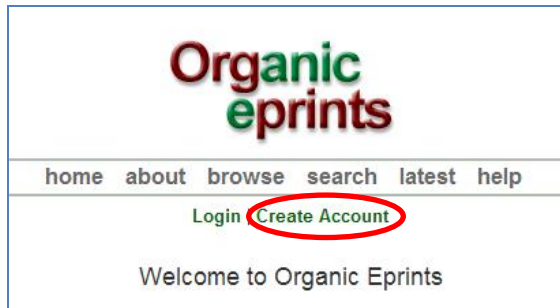 Organic
eprints
home about browse search latest help
Login | Create Account
Welcome to Organic Eprints